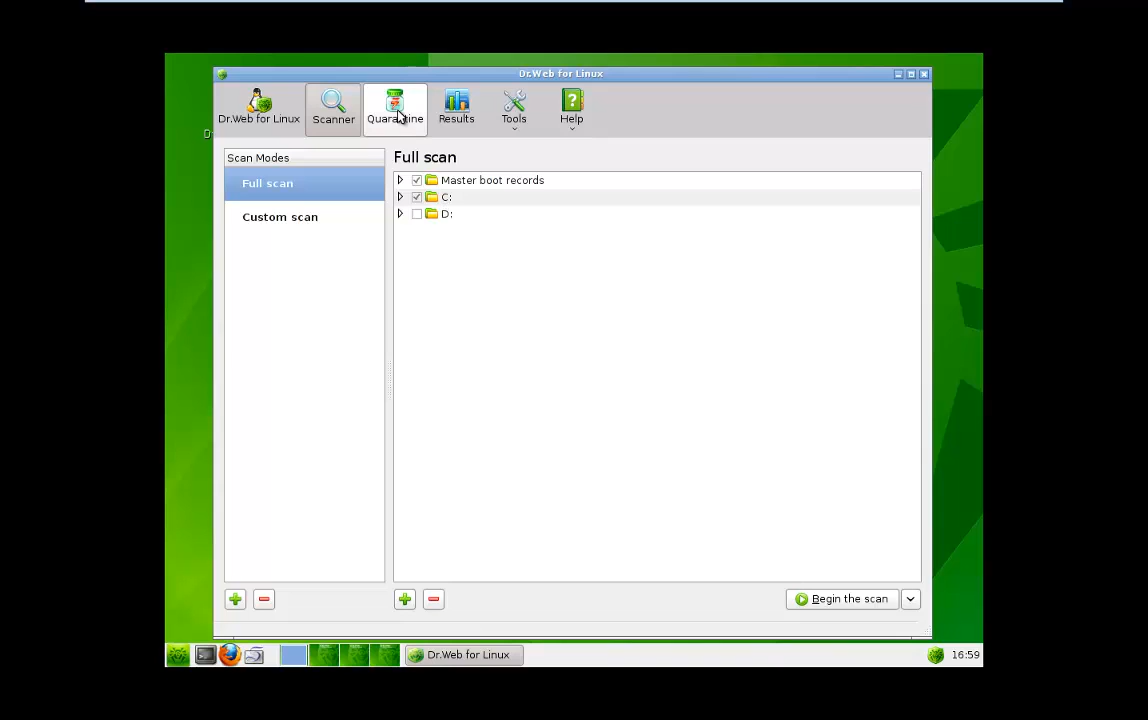 Dr.Web for Linux
Dr.Web for Linux
Scanner
Quarantine
Results
Tools
Help
Scan Modes
Full scan
Full scan
Custom scan
Master boot records
C:
D:
Begin the scan
Dr.Web for Linux
16:59